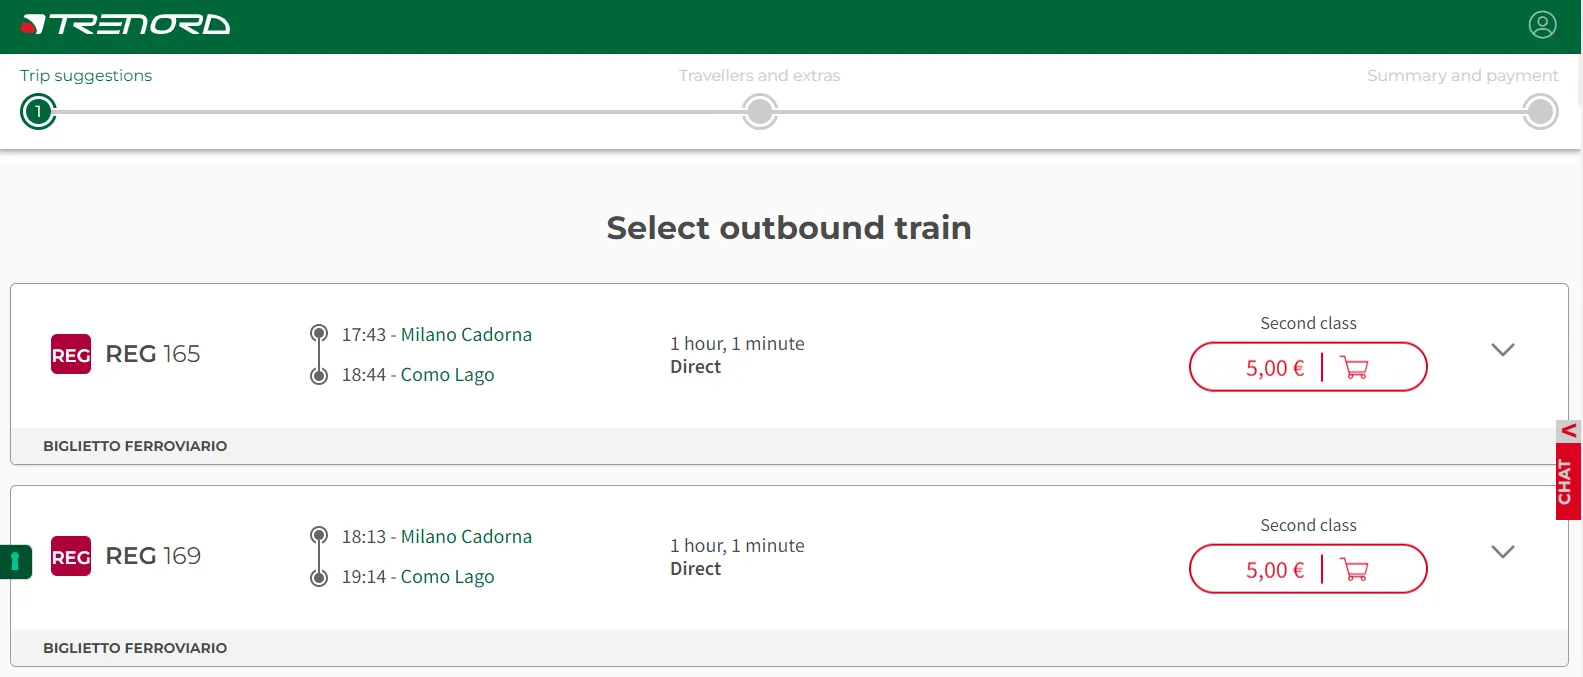 TRENORD
Trip suggestions
Travellers and extras
Summary and payment
1
Select outbound train
REG
REG 165
17:43 - Milano Cadorna
18:44 - Como Lago
1 hour, 1 minute
Direct
Second class
5,00 €
BIGLIETTO FERROVIARIO
< CHAT
REG
REG 169
18:13 - Milano Cadorna
19:14 - Como Lago
1 hour, 1 minute
Direct
Second class
5,00 €
BIGLIETTO FERROVIARIO